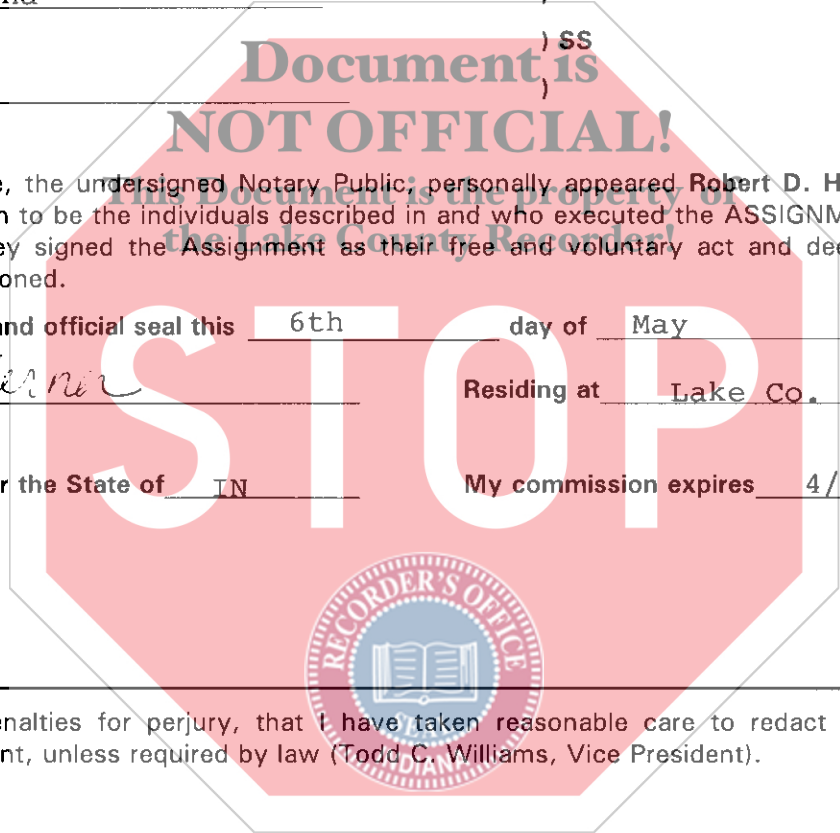 ) SS
Document is
)
NOT OFFICIAL!
, the undersigned Notary Public, personally appeared Robert D. H
This Document is the property of
to be the individuals described in and who executed the ASSIGNM
signed the Assignment as their free and voluntary act and dee
the Lake County Recorder!
oned.
and official seal this 6th day of May
STOP
Residing at Lake Co.
r the State of IN My commission expires 4/
RECORDER'S OFFICE
SEAL
INDIANA
enalties for perjury, that I have taken reasonable care to redact
nt, unless required by law (Todd C. Williams, Vice President).